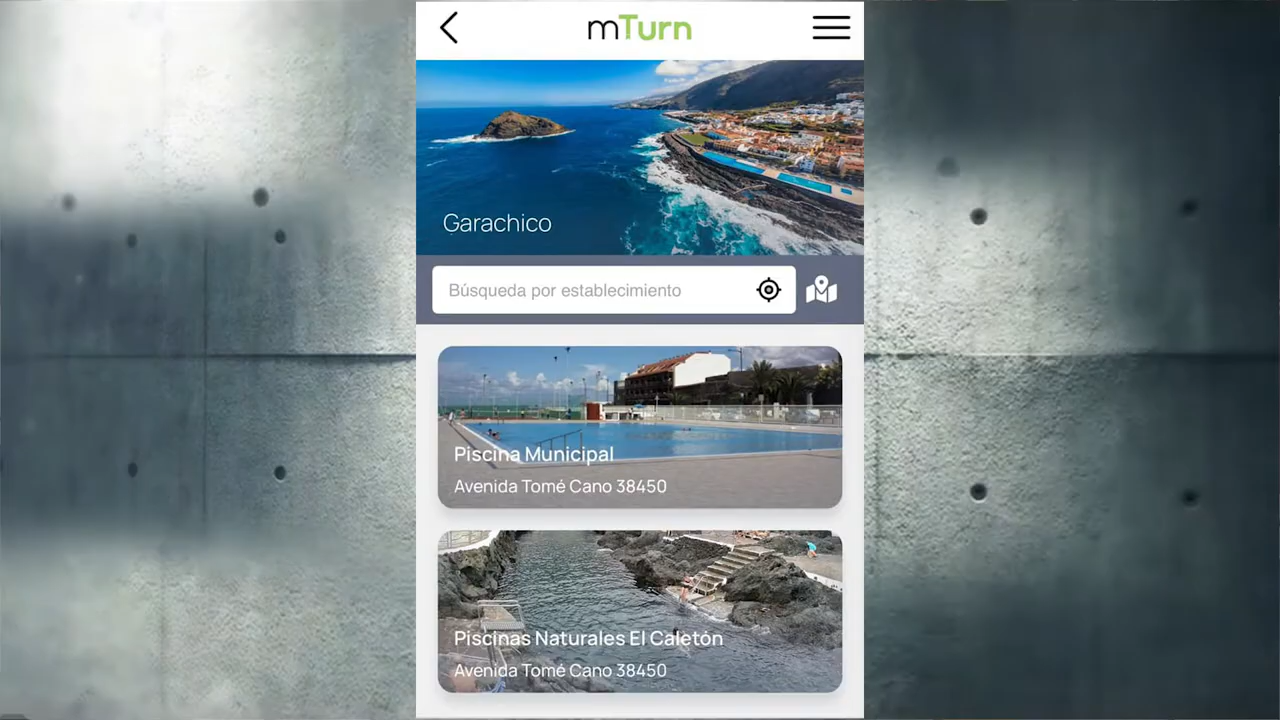 mTurn
Garachico
Búsqueda por establecimiento
Piscina Municipal
Avenida Tomé Cano 38450
Piscinas Naturales El Caletón
Avenida Tomé Cano 38450